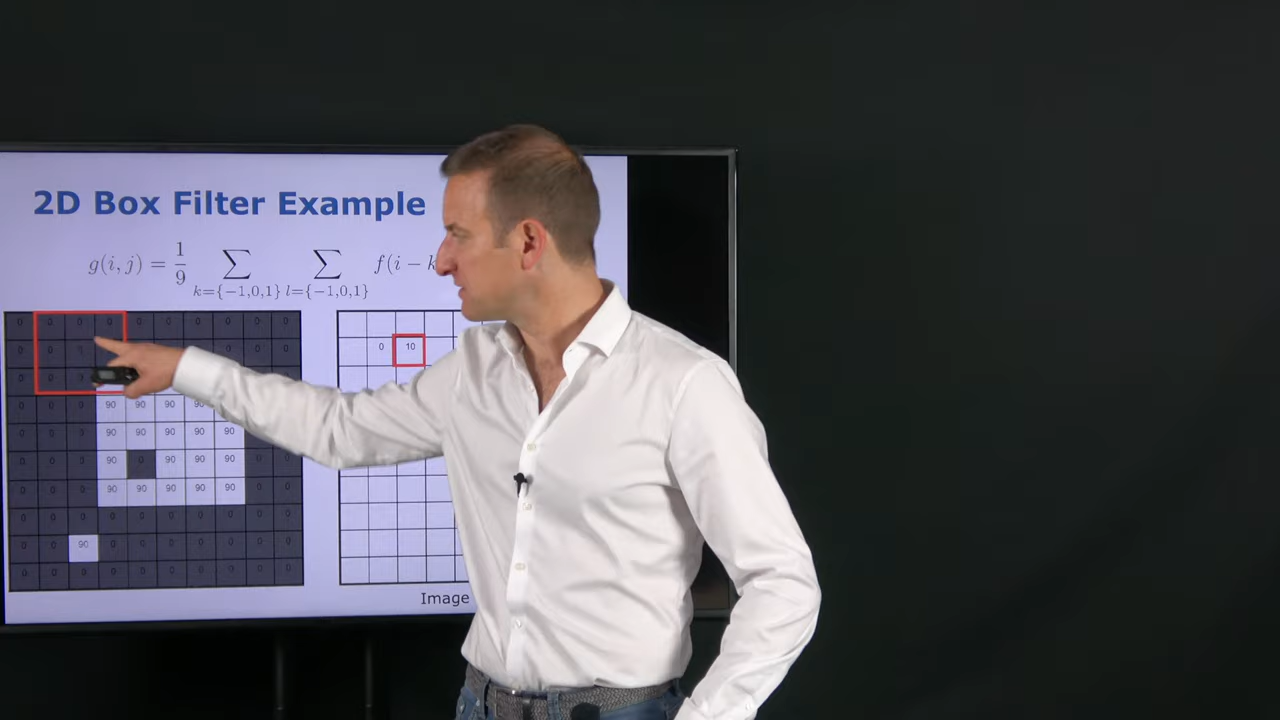 2D Box Filter Example
g(i, j) = 1/9 ∑ ∑ f(i − k
k={−1,0,1} l={−1,0,1}
0 0 0 0 0 0 0 0 0 0
0 0 0 0 0 0 0
0 0 0 0 0 0
0 0 0 90 90 90 90 0 0
0 0 0 90 90 90 90 90 0 0
0 0 0 90 0 90 90 90 0 0
0 0 0 90 90 90 90 90 0 0
0 0 0 0 0 0 0 0 0 0
0 0 90 0 0 0 0 0 0 0
0 0 0 0 0 0 0 0 0 0
0 10
Image